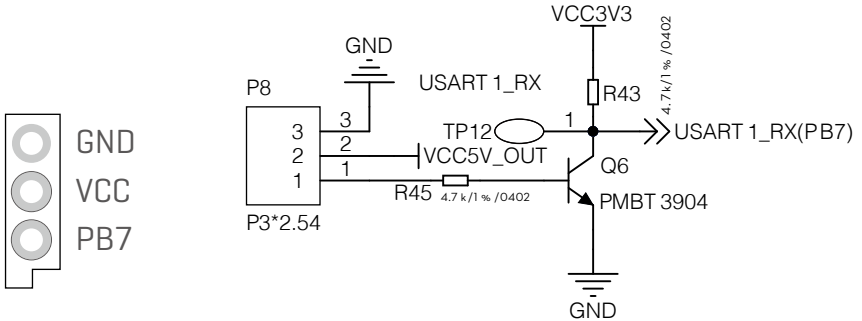 GND
VCC
PB7
P8
3
2
1
P3*2.54
3
2
1
GND
USART 1_RX
VCC5V_OUT
R45
4.7k/1%/0402
TP12
1
VCC3V3
R43
4.7k/1%/0402
USART 1_RX(PB7)
Q6
PMBT 3904
GND